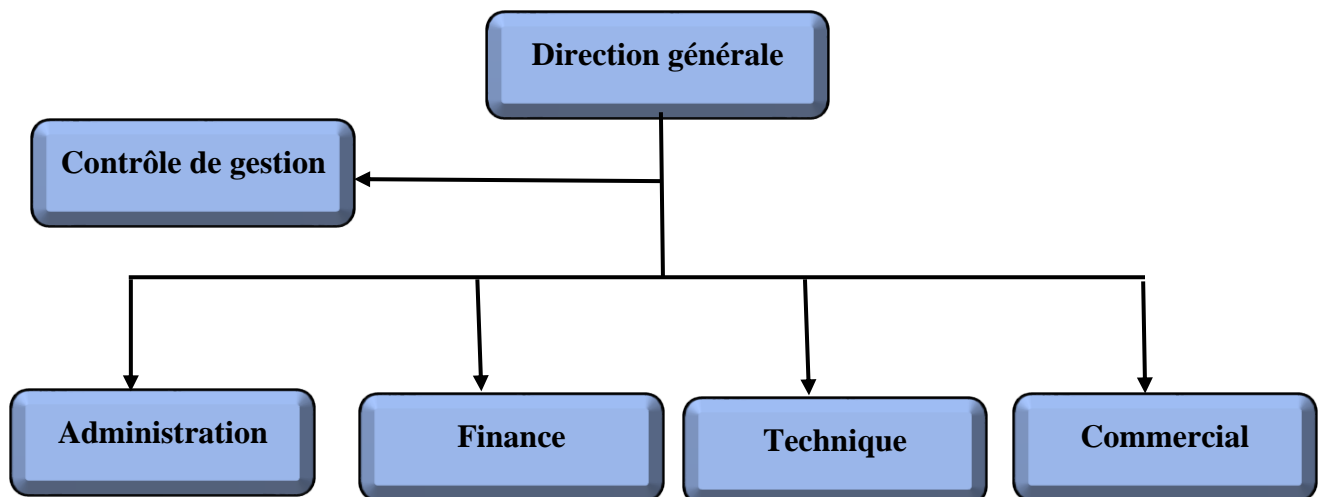 Direction générale
Contrôle de gestion
Administration
Finance
Technique
Commercial